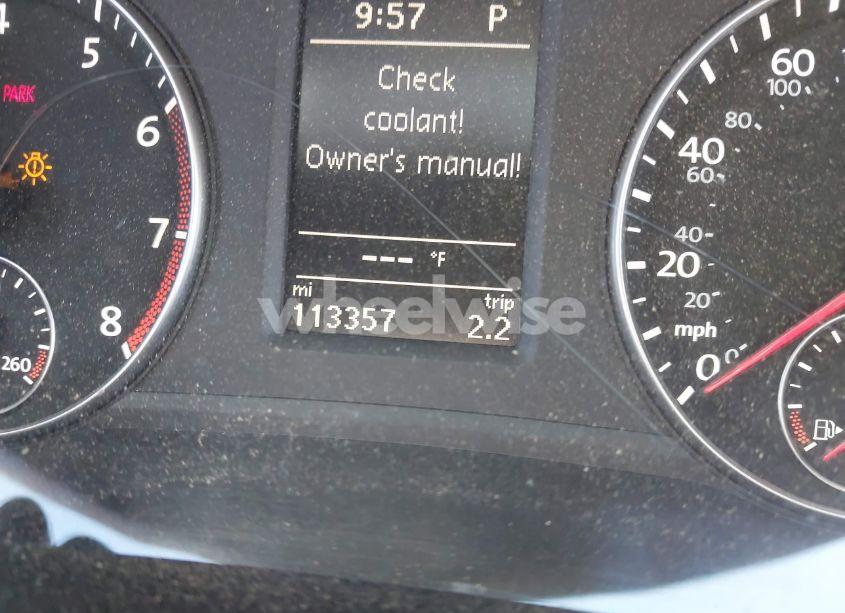 9:57 P
Check
coolant!
Owner's manual!
--- °F
mi trip
113357 2.2
4
5
6
7
8
PARK
260
60
100
80
40
60
40
20
20
mph
0
0
wheelwise